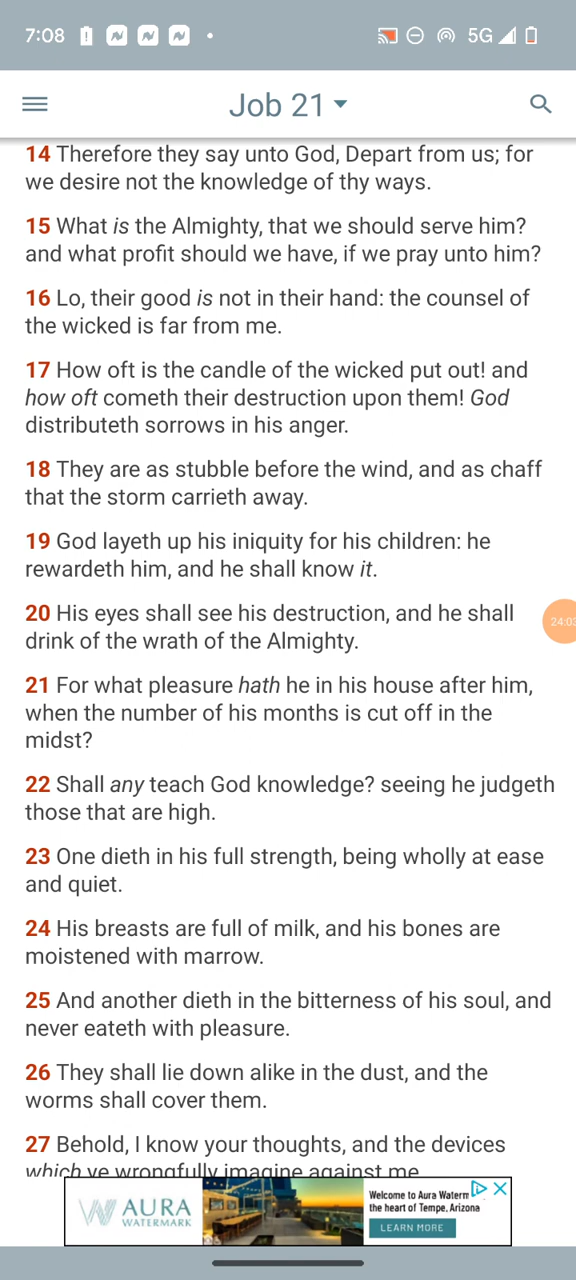 7:08
5G
Job 21
14 Therefore they say unto God, Depart from us; for
we desire not the knowledge of thy ways.
15 What is the Almighty, that we should serve him?
and what profit should we have, if we pray unto him?
16 Lo, their good is not in their hand: the counsel of
the wicked is far from me.
17 How oft is the candle of the wicked put out! and
how oft cometh their destruction upon them! God
distributeth sorrows in his anger.
18 They are as stubble before the wind, and as chaff
that the storm carrieth away.
19 God layeth up his iniquity for his children: he
rewardeth him, and he shall know it.
20 His eyes shall see his destruction, and he shall
drink of the wrath of the Almighty.
24:03
21 For what pleasure hath he in his house after him,
when the number of his months is cut off in the
midst?
22 Shall any teach God knowledge? seeing he judgeth
those that are high.
23 One dieth in his full strength, being wholly at ease
and quiet.
24 His breasts are full of milk, and his bones are
moistened with marrow.
25 And another dieth in the bitterness of his soul, and
never eateth with pleasure.
26 They shall lie down alike in the dust, and the
worms shall cover them.
27 Behold, I know your thoughts, and the devices
which ye wrongfully imagine against me.
AURA
WATERMARK
Welcome to Aura Waterm
the heart of Tempe, Arizona
LEARN MORE